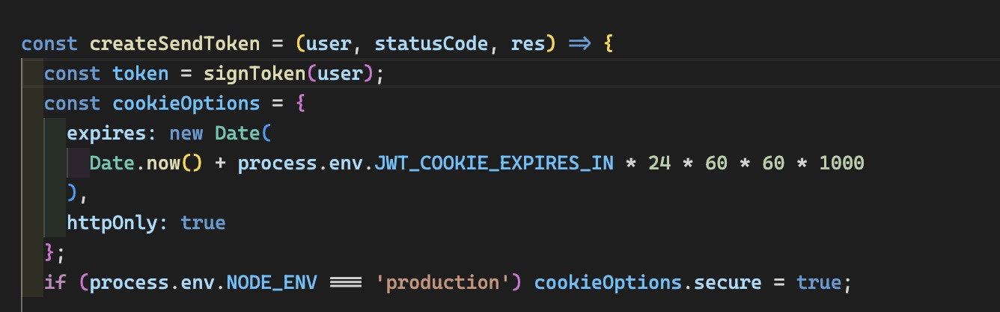 const createSendToken = (user, statusCode, res) => {
  const token = signToken(user);
  const cookieOptions = {
    expires: new Date(
      Date.now() + process.env.JWT_COOKIE_EXPIRES_IN * 24 * 60 * 60 * 1000
    ),
    httpOnly: true
  };
  if (process.env.NODE_ENV === 'production') cookieOptions.secure = true;